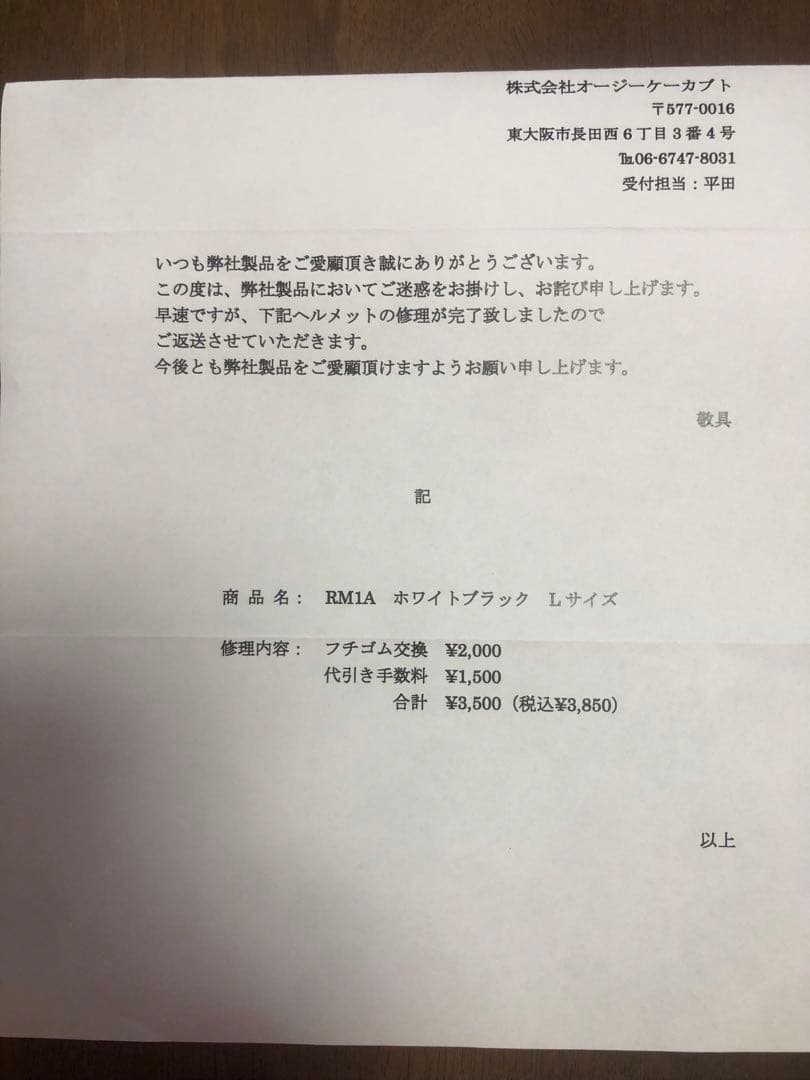 株式会社オージーケーカブト
〒577-0016
東大阪市長田西6丁目3番4号
℡06-6747-8031
受付担当：平田
いつも弊社製品をご愛顧頂き誠にありがとうございます。
この度は、弊社製品においてご迷惑をお掛けし、お詫び申し上げます。
早速ですが、下記ヘルメットの修理が完了致しましたので
ご返送させていただきます。
今後とも弊社製品をご愛顧頂けますようお願い申し上げます。
敬具
記
商 品 名： RM1A ホワイトブラック Lサイズ
修理内容： フチゴム交換 ¥2,000
代引き手数料 ¥1,500
合計 ¥3,500（税込¥3,850）
以上